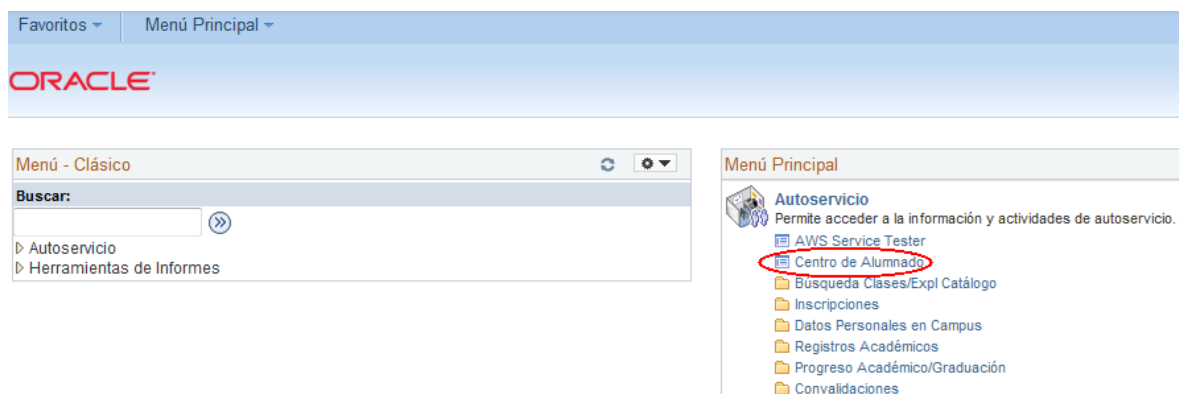 Favoritos Menú Principal
ORACLE
Menú - Clásico
Buscar:
Autoservicio
Herramientas de Informes
Menú Principal
Autoservicio
Permite acceder a la información y actividades de autoservicio.
AWS Service Tester
Centro de Alumnado
Búsqueda Clases/Expl Catálogo
Inscripciones
Datos Personales en Campus
Registros Académicos
Progreso Académico/Graduación
Convalidaciones